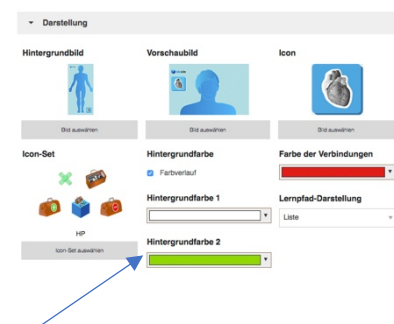 Darstellung
Hintergrundbild Vorschaubild Icon
Bild auswählen Bild auswählen Bild auswählen
Icon-Set Hintergrundfarbe Farbe der Verbindungen
Farbverlauf
Hintergrundfarbe 1 Lernpfad-Darstellung
Liste
HP
Icon-Set auswählen
Hintergrundfarbe 2